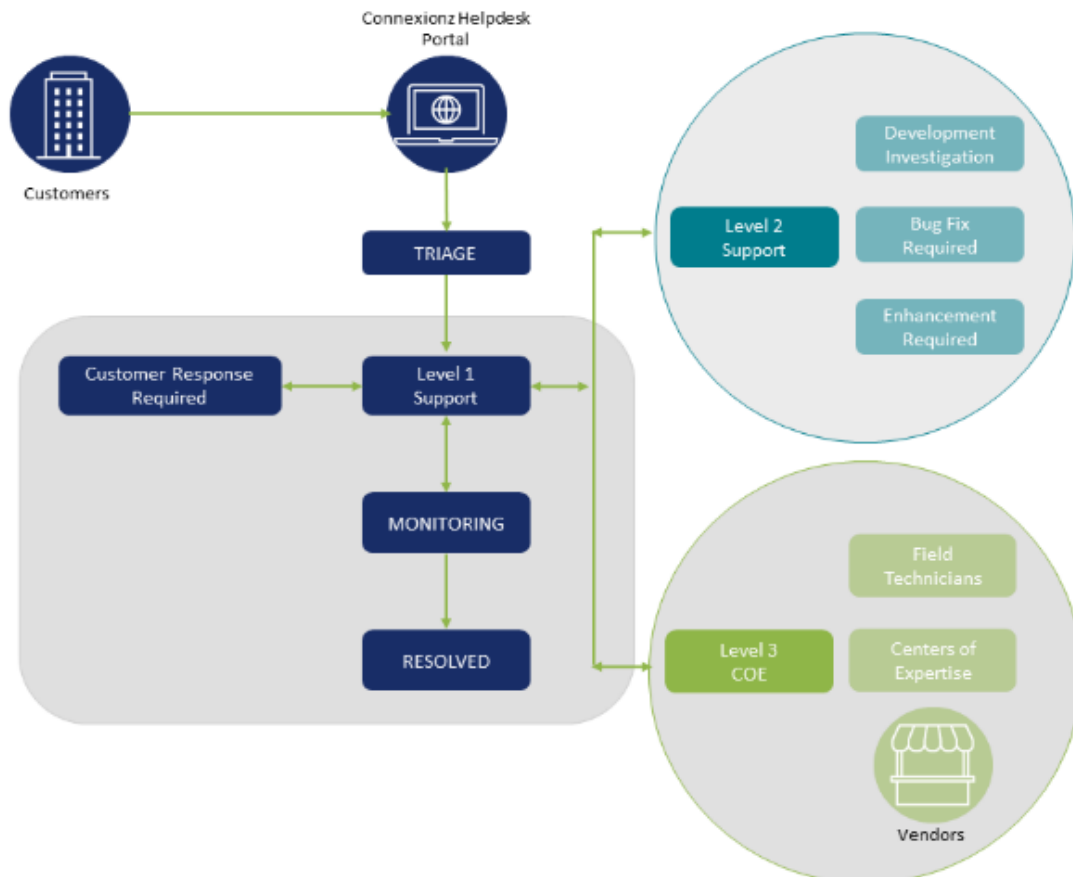 Connexionz Helpdesk
Portal
Customers
TRIAGE
Customer Response
Required
Level 1
Support
MONITORING
RESOLVED
Level 2
Support
Development
Investigation
Bug Fix
Required
Enhancement
Required
Level 3
COE
Field
Technicians
Centers of
Expertise
Vendors